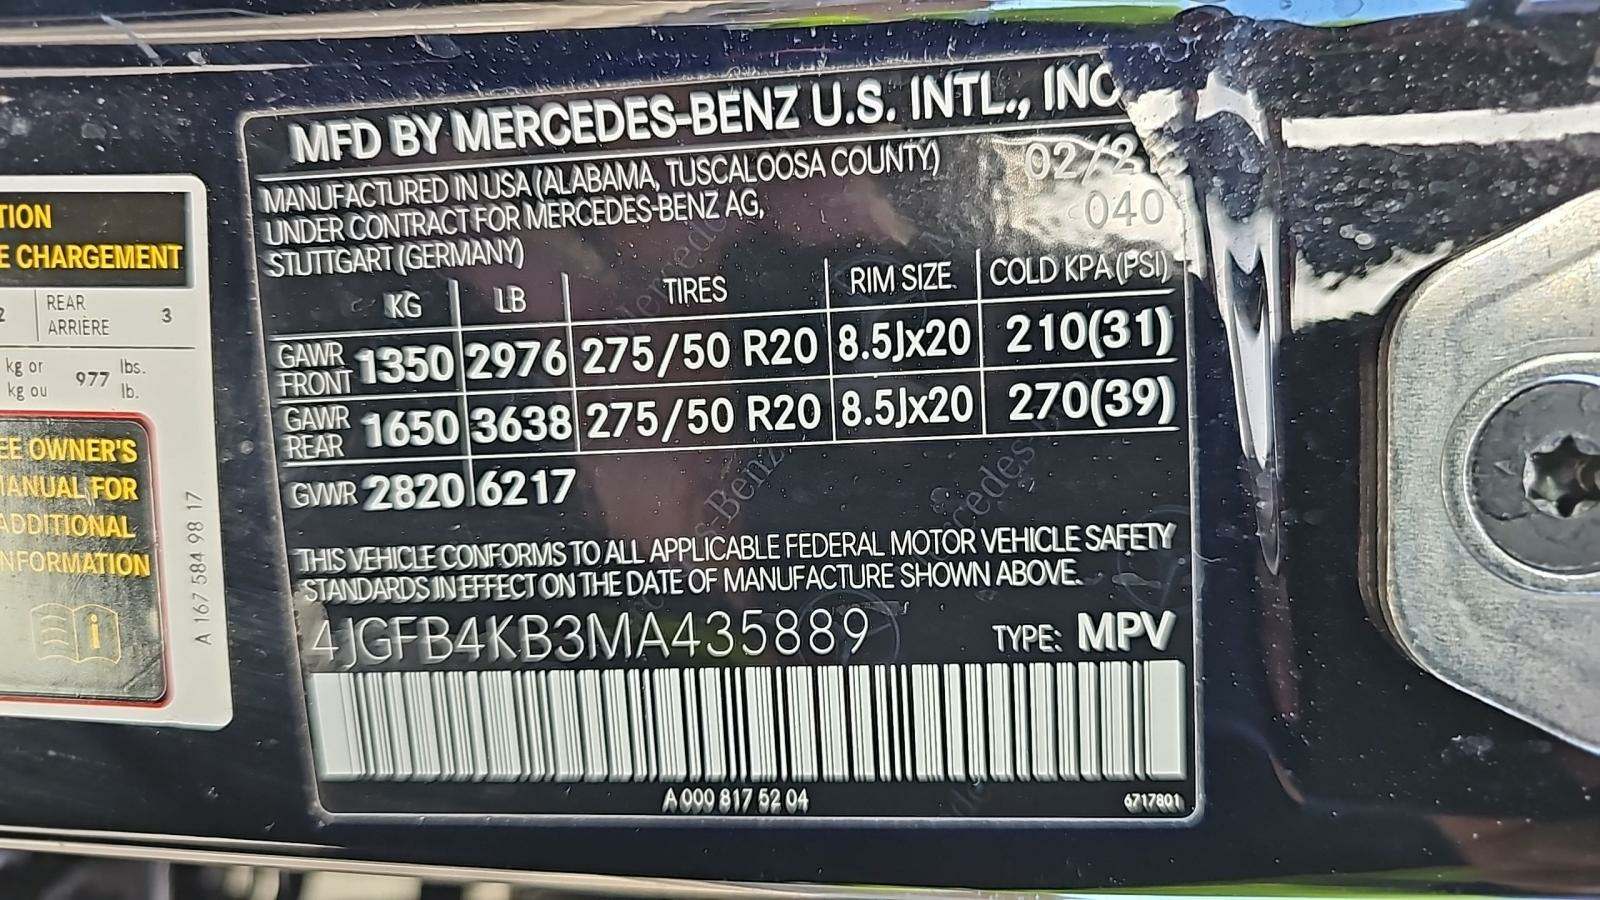 TION
E CHARGEMENT
2 REAR ARRIÈRE 3
kg or kg ou 977 lbs. lb.
EE OWNER'S
IANUAL FOR
ADDITIONAL
NFORMATION
i
A 167 584 98 17
MFD BY MERCEDES-BENZ U.S. INTL., INC
MANUFACTURED IN USA (ALABAMA, TUSCALOOSA COUNTY) 02/2
UNDER CONTRACT FOR MERCEDES-BENZ AG, 040
STUTTGART (GERMANY)
KG LB TIRES RIM SIZE COLD KPA (PSI)
GAWR FRONT 1350 2976 275/50 R20 8.5Jx20 210(31)
GAWR REAR 1650 3638 275/50 R20 8.5Jx20 270(39)
GVWR 2820 6217
THIS VEHICLE CONFORMS TO ALL APPLICABLE FEDERAL MOTOR VEHICLE SAFETY
STANDARDS IN EFFECT ON THE DATE OF MANUFACTURE SHOWN ABOVE.
4JGFB4KB3MA435889 TYPE: MPV
A 000 817 52 04 6717801